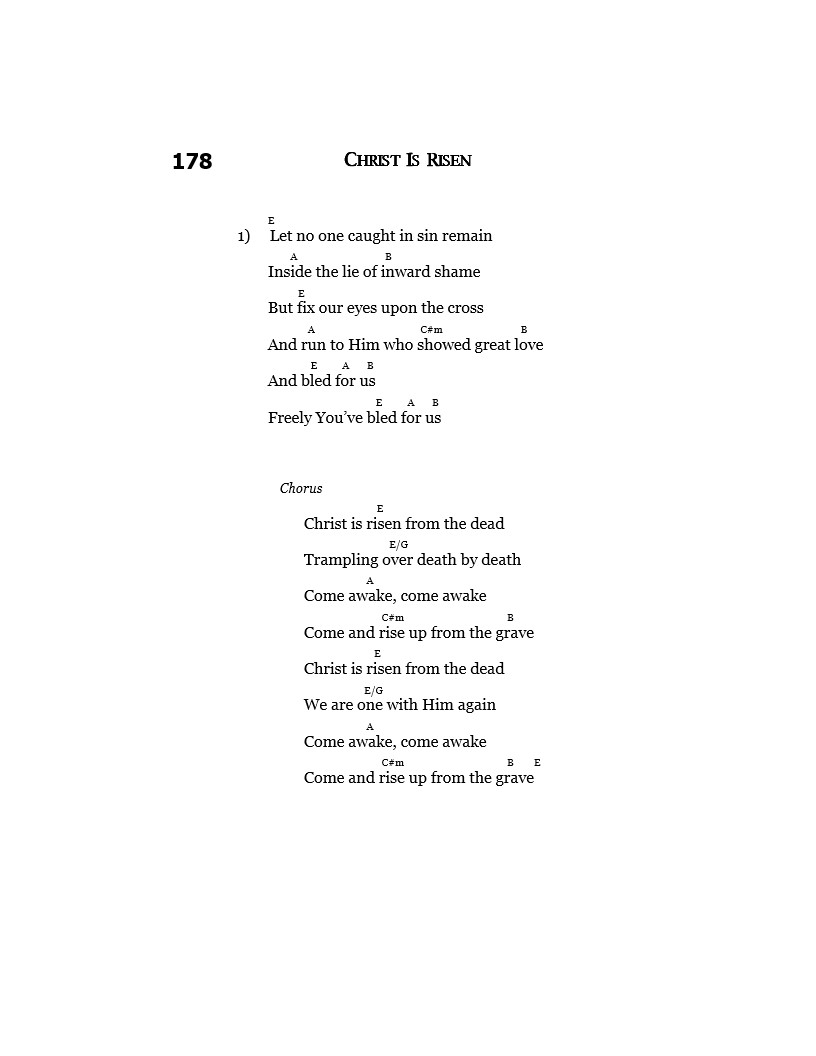 178 Christ Is Risen
E
1) Let no one caught in sin remain
A B
Inside the lie of inward shame
E
But fix our eyes upon the cross
A C#m B
And run to Him who showed great love
E A B
And bled for us
E A B
Freely You’ve bled for us
Chorus
E
Christ is risen from the dead
E/G
Trampling over death by death
A
Come awake, come awake
C#m B
Come and rise up from the grave
E
Christ is risen from the dead
E/G
We are one with Him again
A
Come awake, come awake
C#m B E
Come and rise up from the grave